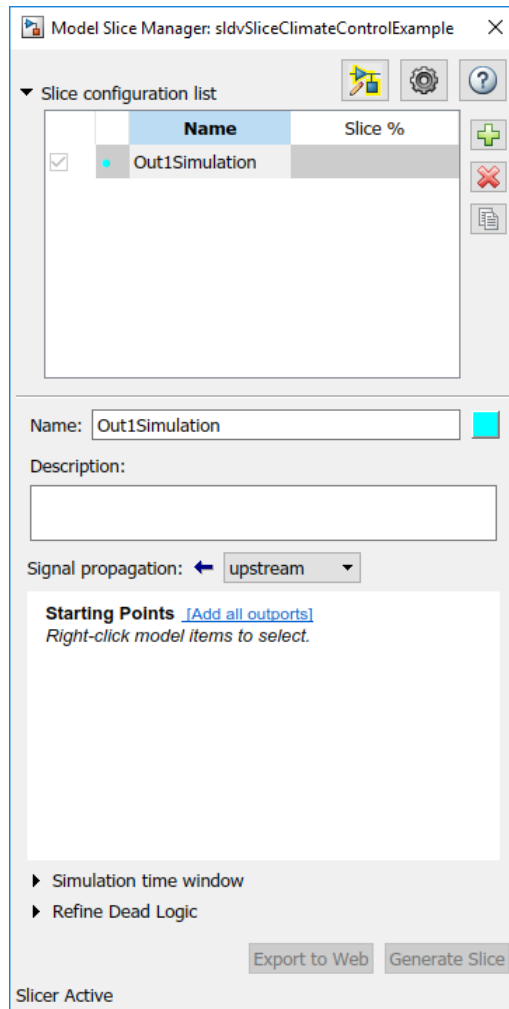 Model Slice Manager: sldvSliceClimateControlExample
Slice configuration list
Name Slice %
Out1Simulation
Name: Out1Simulation
Description:
Signal propagation: upstream
Starting Points [Add all outports]
Right-click model items to select.
Simulation time window
Refine Dead Logic
Export to Web Generate Slice
Slicer Active